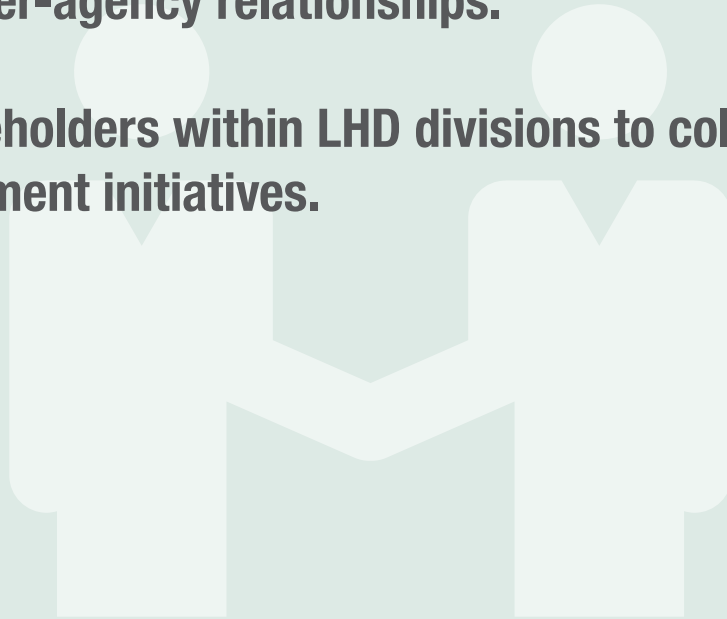 er-agency relationships.
eholders within LHD divisions to col
ment initiatives.